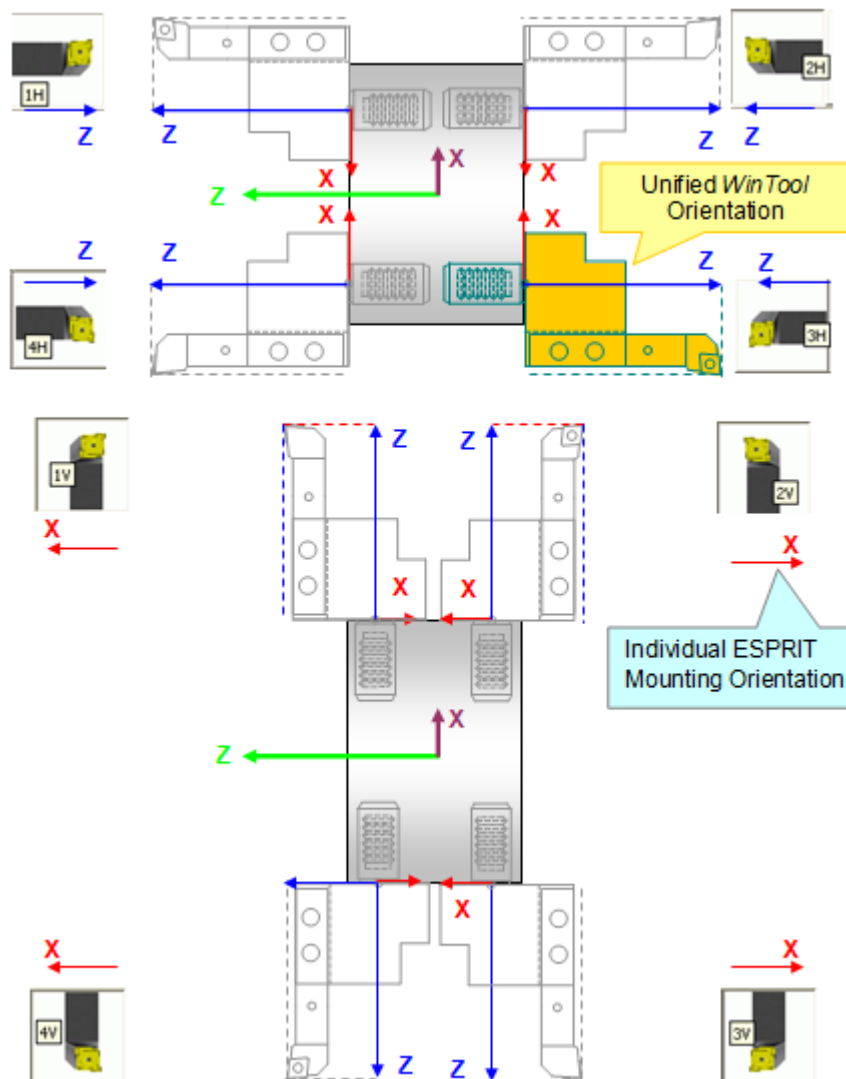 1H
2H
Z
Z
Z
Z
X
X
X
Z
Unified WinTool
Orientation
X
X
Z
Z
Z
Z
4H
3H
1V
Z
Z
2V
X
X
X
X
Individual ESPRIT
Mounting Orientation
X
Z
X
X
X
4V
3V
Z
Z